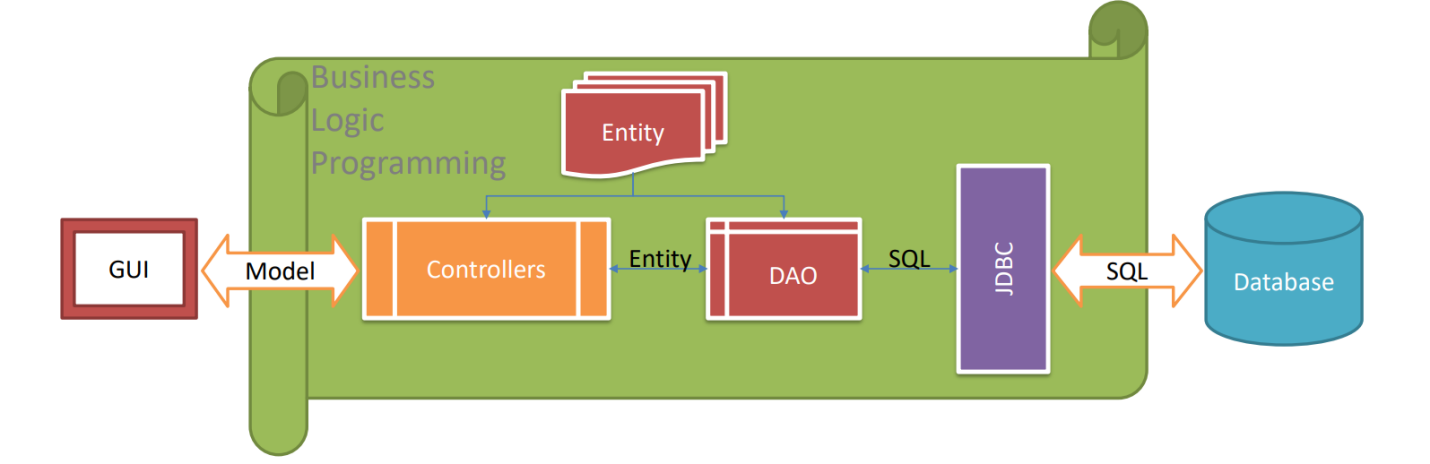 Business
Logic
Programming
Entity
GUI
Model
Controllers
Entity
DAO
SQL
JDBC
SQL
Database